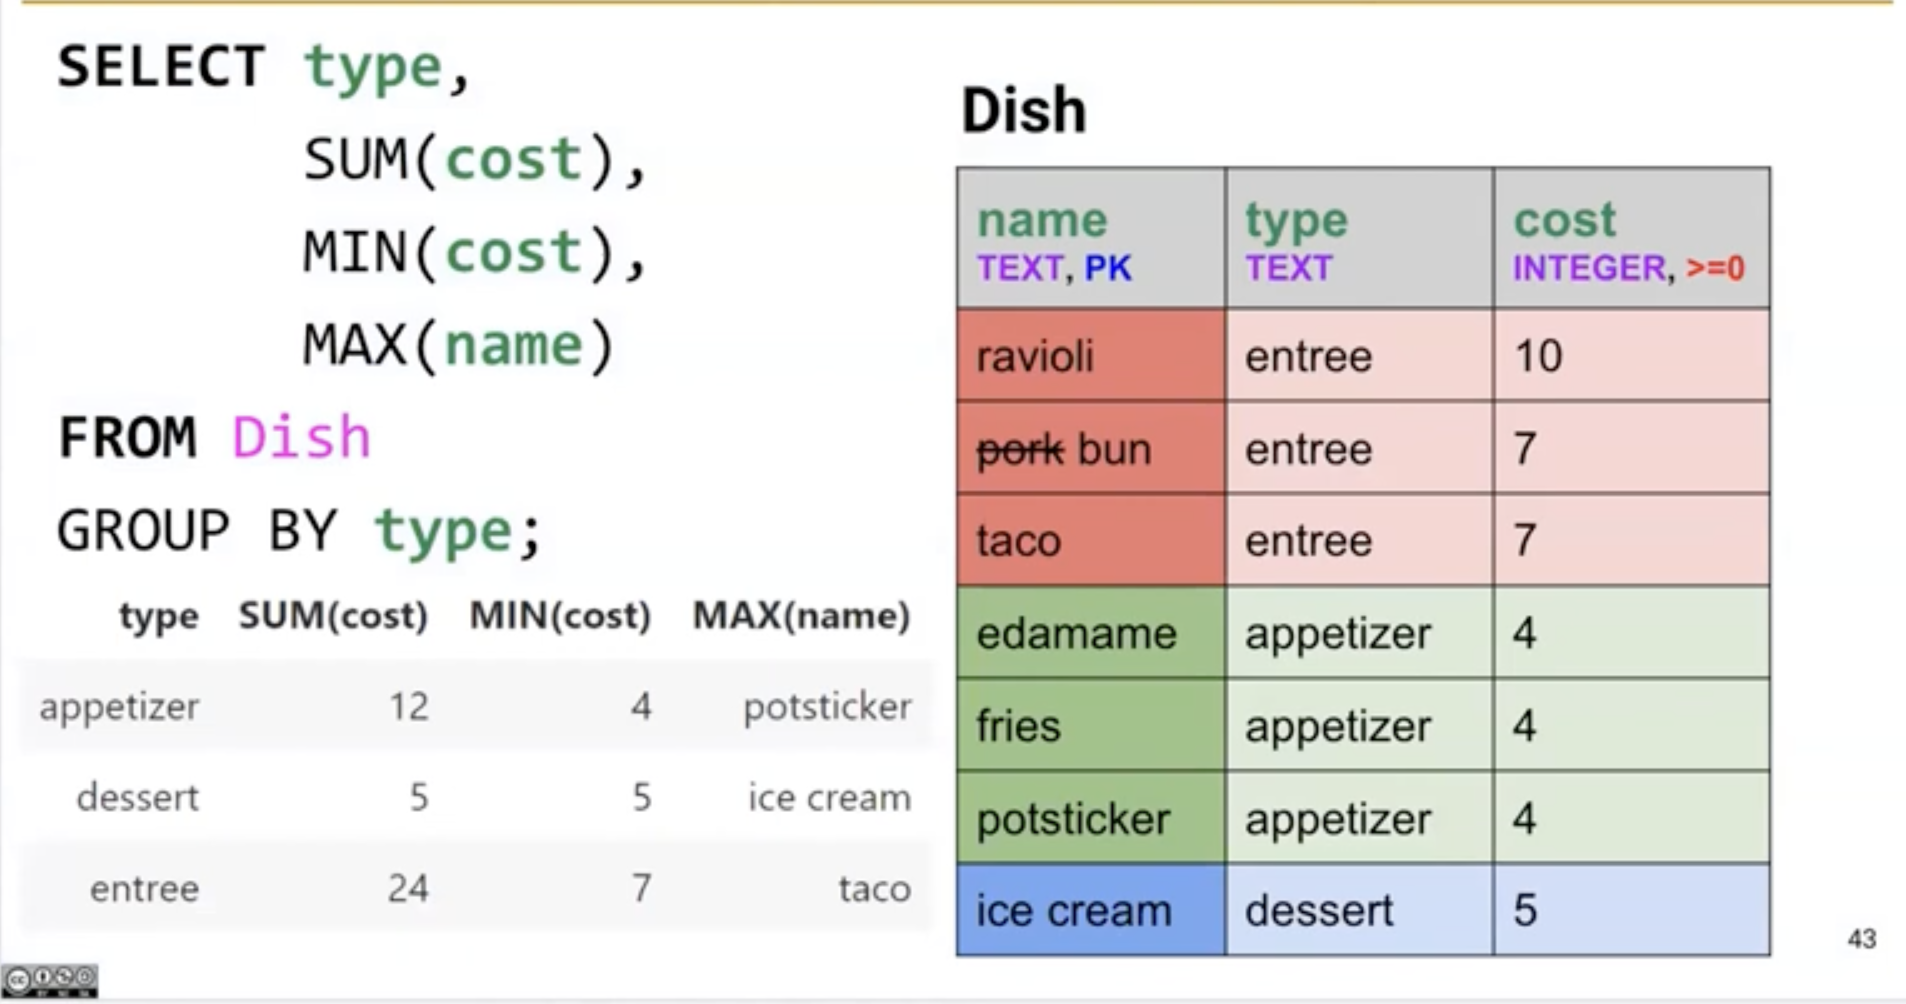 SELECT type,
SUM(cost),
MIN(cost),
MAX(name)
FROM Dish
GROUP BY type;
type SUM(cost) MIN(cost) MAX(name)
appetizer 12 4 potsticker
dessert 5 5 ice cream
entree 24 7 taco
Dish
name type cost
TEXT, PK TEXT INTEGER, >=0
ravioli entree 10
pork bun entree 7
taco entree 7
edamame appetizer 4
fries appetizer 4
potsticker appetizer 4
ice cream dessert 5
43
cc